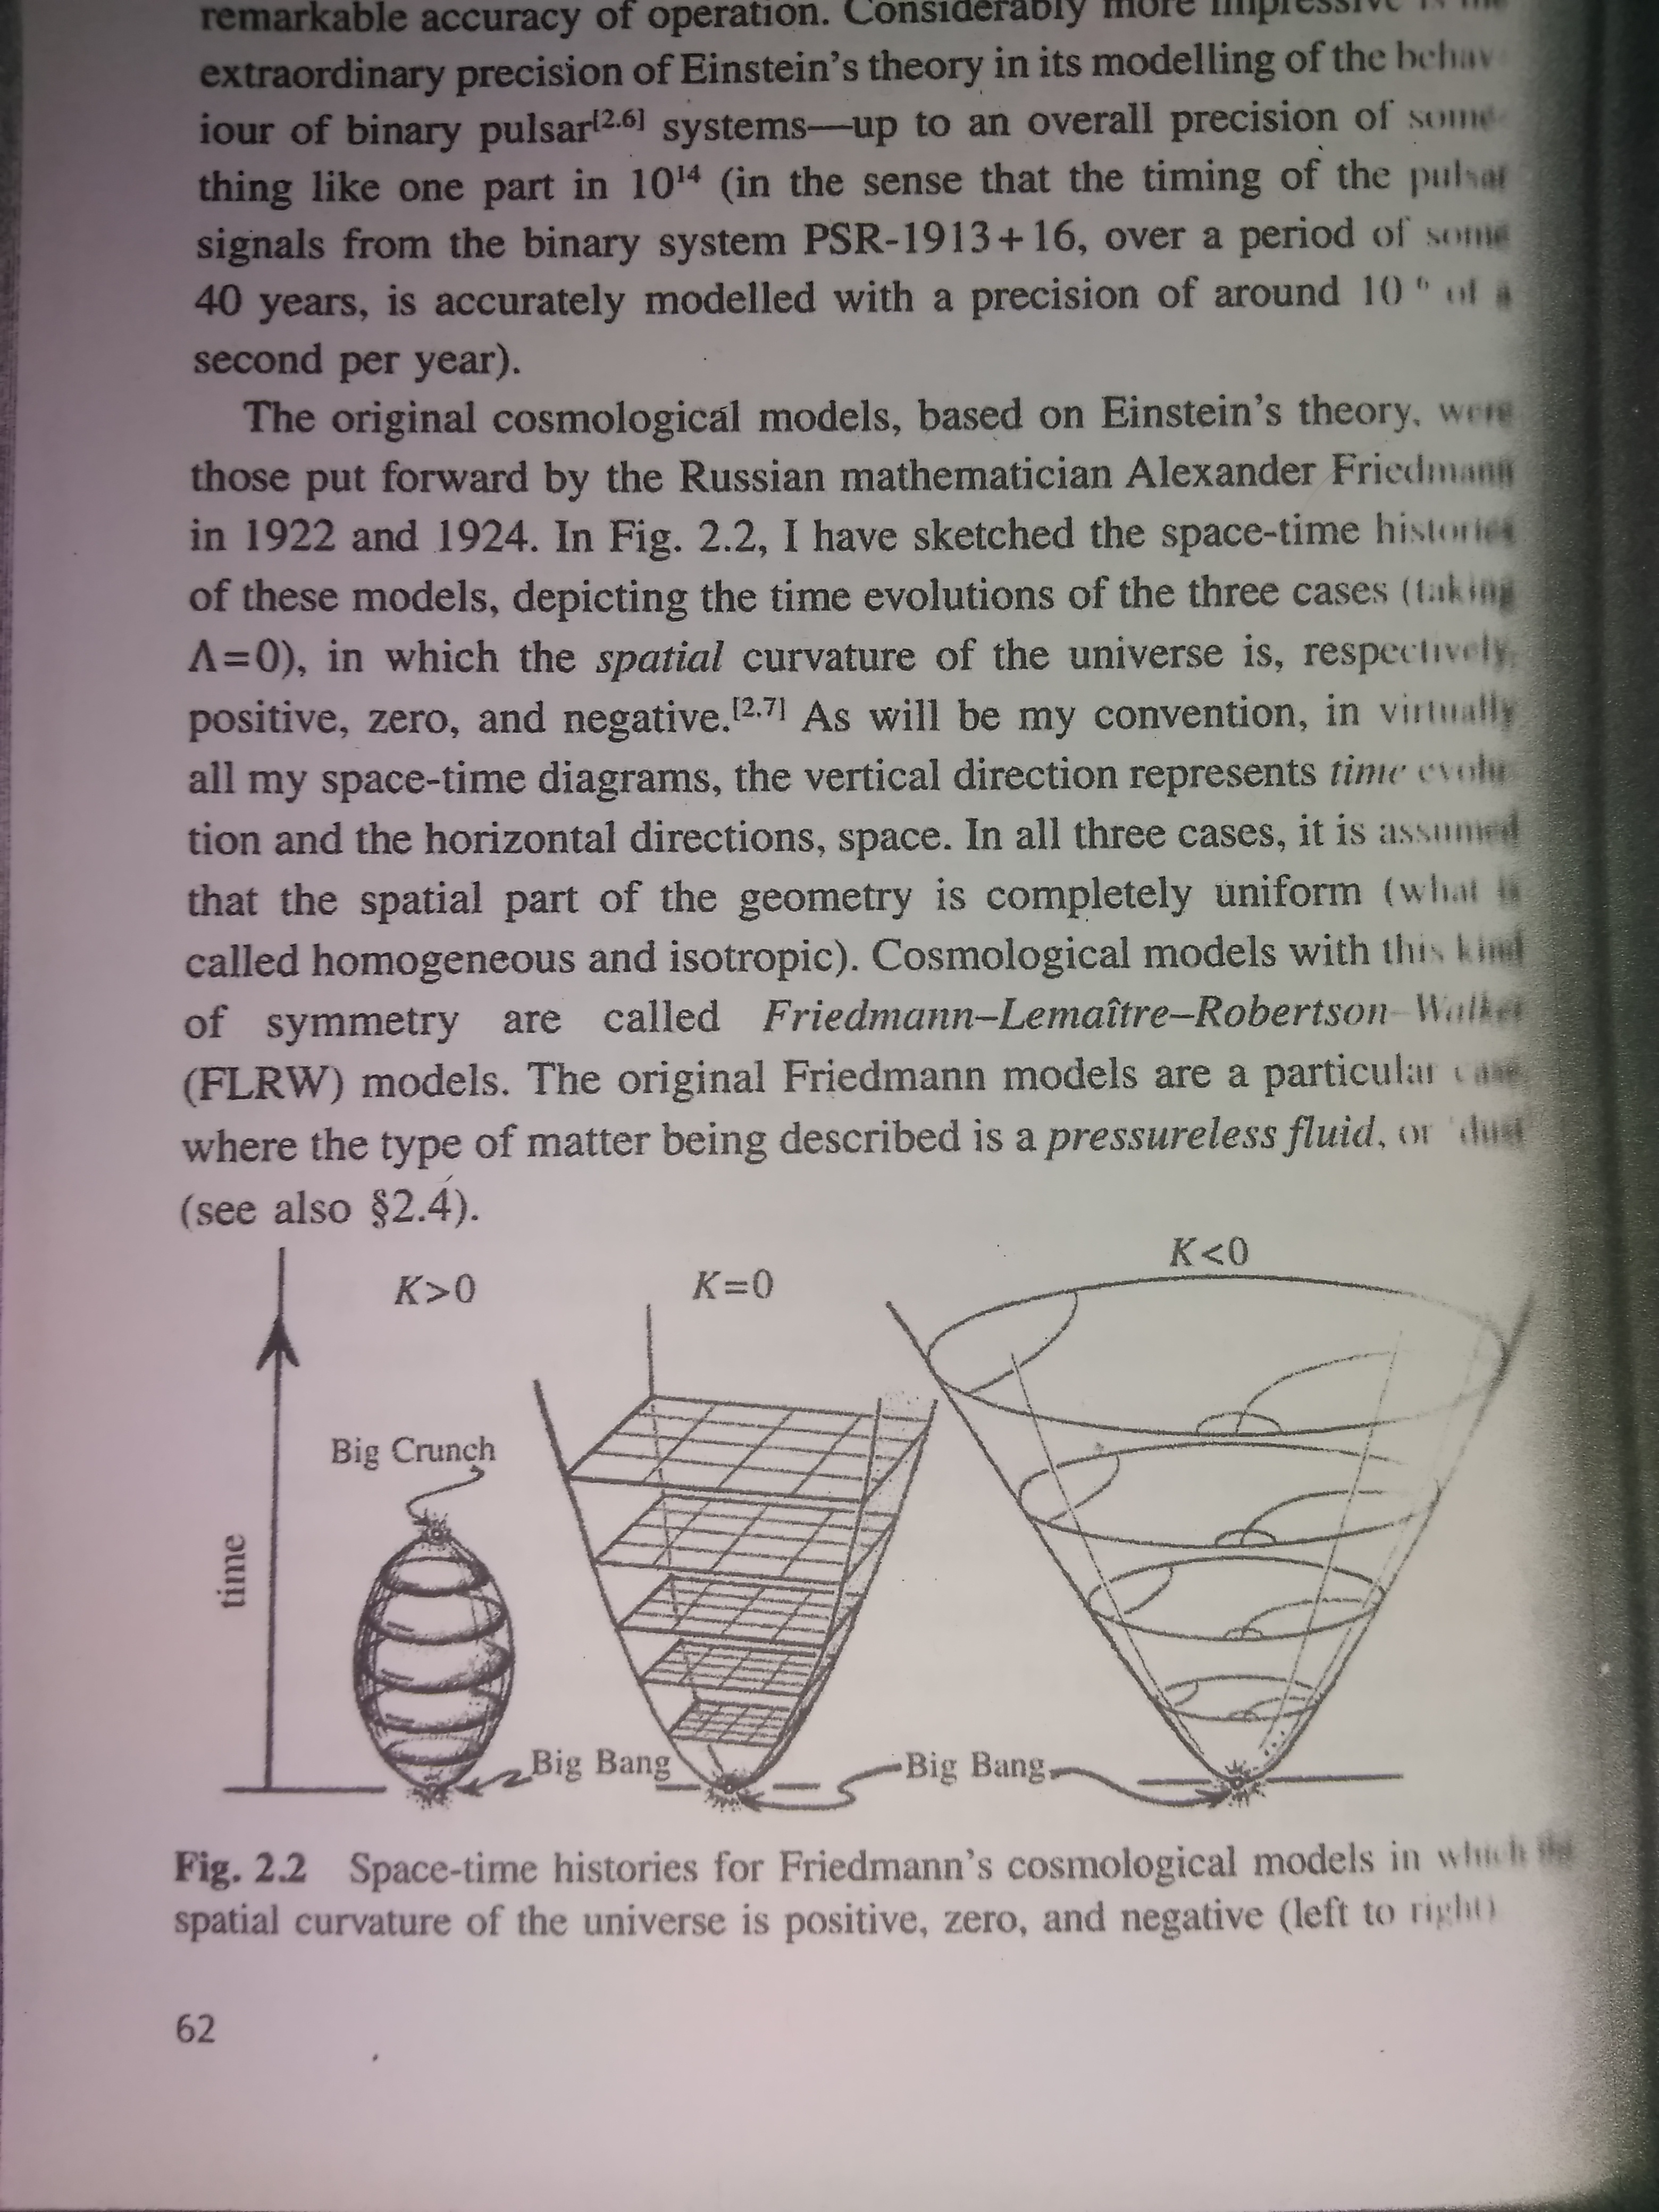 remarkable accuracy of operation. Considerably more impressive is the
extraordinary precision of Einstein's theory in its modelling of the behav
iour of binary pulsar[2.6] systems—up to an overall precision of some
thing like one part in 10¹⁴ (in the sense that the timing of the pulsar
signals from the binary system PSR-1913+16, over a period of some
40 years, is accurately modelled with a precision of around of a
second per year).
The original cosmological models, based on Einstein's theory, were
those put forward by the Russian mathematician Alexander Friedmann
in 1922 and 1924. In Fig. 2.2, I have sketched the space-time histories
of these models, depicting the time evolutions of the three cases (taking
Λ=0), in which the spatial curvature of the universe is, respectively,
positive, zero, and negative.[2.7] As will be my convention, in virtually
all my space-time diagrams, the vertical direction represents time evolu
tion and the horizontal directions, space. In all three cases, it is assumed
that the spatial part of the geometry is completely uniform (what is
called homogeneous and isotropic). Cosmological models with this kind
of symmetry are called Friedmann–Lemaître–Robertson Walker
(FLRW) models. The original Friedmann models are a particular case
where the type of matter being described is a pressureless fluid, or 'dust
(see also §2.4).
K>0
K=0
K<0
Big Crunch
time
Big Bang
Big Bang
Fig. 2.2 Space-time histories for Friedmann's cosmological models in which the
spatial curvature of the universe is positive, zero, and negative (left to right)
62